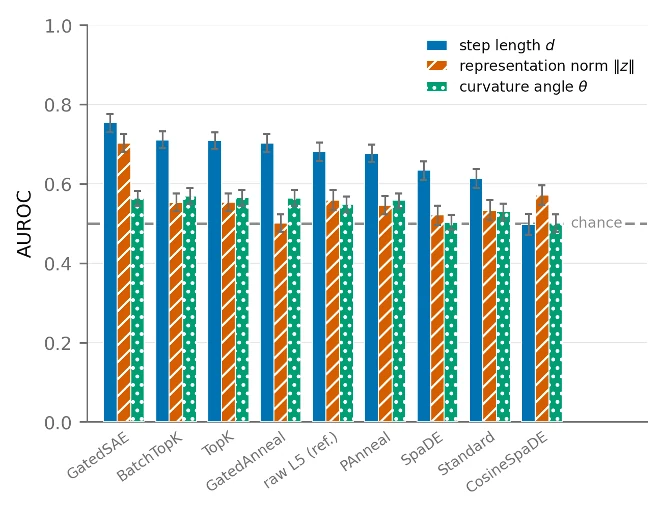 1.0
0.8
0.6
0.4
0.2
0.0
AUROC
step length d
representation norm ‖z‖
curvature angle θ
chance
GatedSAE
BatchTopK
TopK
GatedAnneal
raw L5 (ref.)
PAnneal
SpaDE
Standard
CosineSpaDE